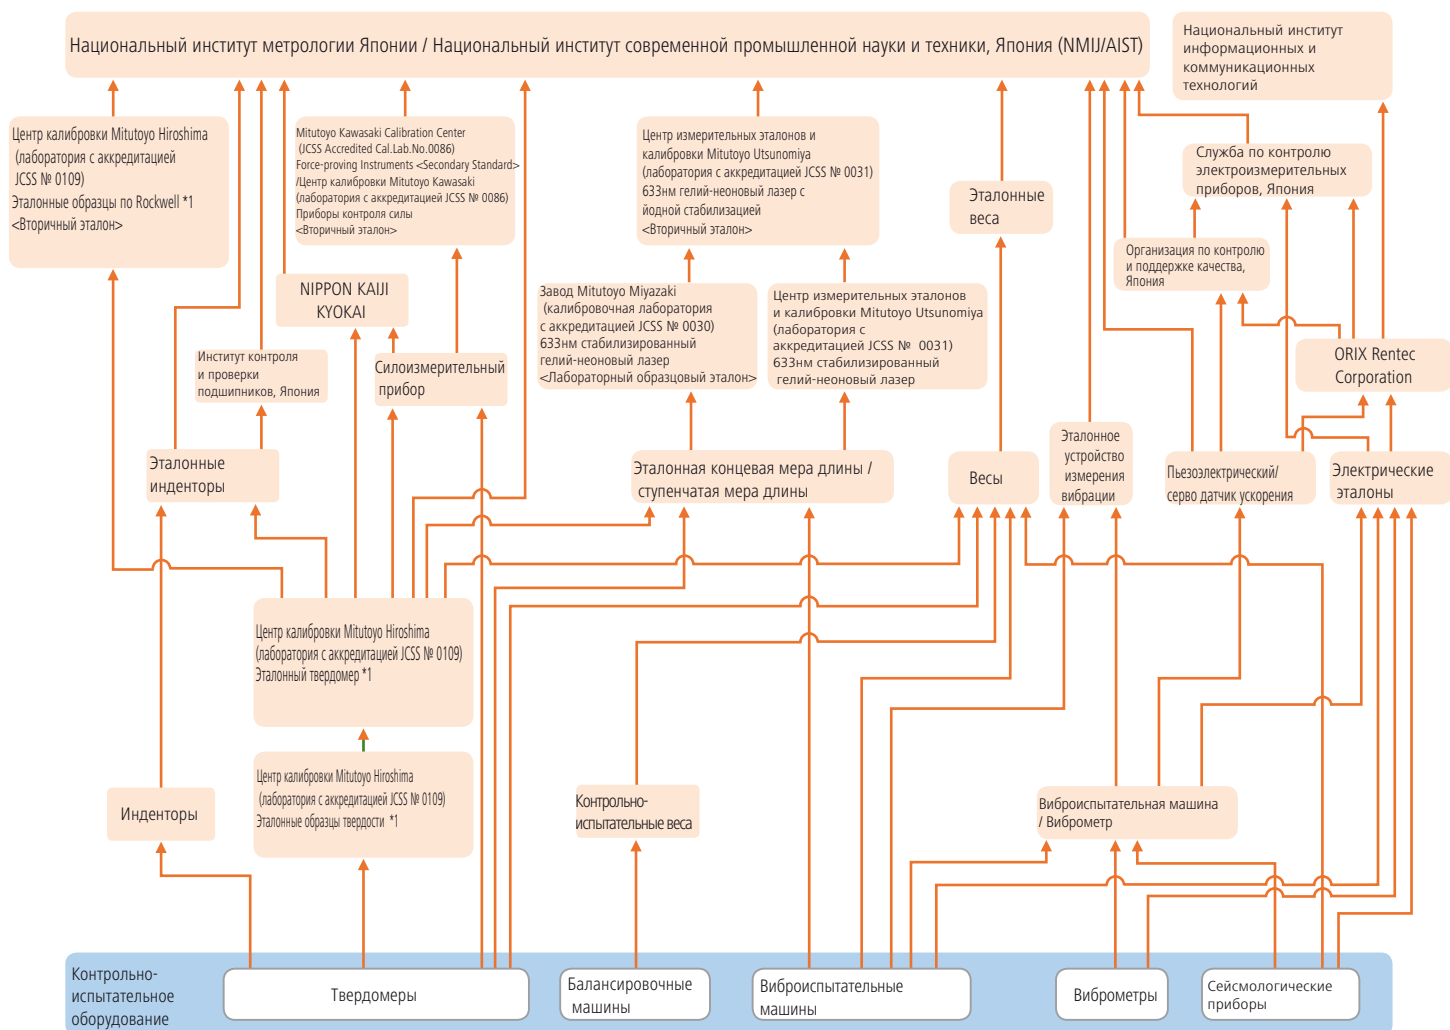 Национальный институт метрологии Японии / Национальный институт современной промышленной науки и техники, Япония (NMIJ/AIST)
Национальный институт
информационных и
коммуникационных
технологий
Центр калибровки Mitutoyo Hiroshima
(лаборатория с аккредитацией
JCSS № 0109)
Эталонные образцы по Rockwell *1
<Вторичный эталон>
Mitutoyo Kawasaki Calibration Center
(JCSS Accredited Cal.Lab.No.0086)
Force-proving Instruments <Secondary Standard>
/Центр калибровки Mitutoyo Kawasaki
(лаборатория с аккредитацией JCSS № 0086)
Приборы контроля силы
<Вторичный эталон>
Центр измерительных эталонов и
калибровки Mitutoyo Utsunomiya
(лаборатория с аккредитацией JCSS № 0031)
633нм гелий-неоновый лазер с
йодной стабилизацией
<Вторичный эталон>
Эталонные
веса
Служба по контролю
электроизмерительных
приборов, Япония
Организация по контролю
и поддержке качества,
Япония
NIPPON KAIJI
KYOKAI
Завод Mitutoyo Miyazaki
(калибровочная лаборатория
с аккредитацией JCSS № 0030)
633нм стабилизированный
гелий-неоновый лазер
<Лабораторный образцовый эталон>
Центр измерительных эталонов
и калибровки Mitutoyo Utsunomiya
(лаборатория с
аккредитацией JCSS № 0031)
633нм стабилизированный
гелий-неоновый лазер
ORIX Rentec
Corporation
Институт контроля
и проверки
подшипников, Япония
Силоизмерительный
прибор
Эталонные
инденторы
Эталонная концевая мера длины /
ступенчатая мера длины
Весы
Эталонное
устройство
измерения
вибрации
Пьезоэлектрический/
серво датчик ускорения
Электрические
эталоны
Центр калибровки Mitutoyo Hiroshima
(лаборатория с аккредитацией JCSS № 0109)
Эталонный твердомер *1
Центр калибровки Mitutoyo Hiroshima
(лаборатория с аккредитацией JCSS № 0109)
Эталонные образцы твердости *1
Инденторы
Контрольно-
испытательные веса
Виброиспытательная машина
/ Виброметр
Контрольно-
испытательное
оборудование
Твердомеры
Балансировочные
машины
Виброиспытательные
машины
Виброметры
Сейсмологические
приборы